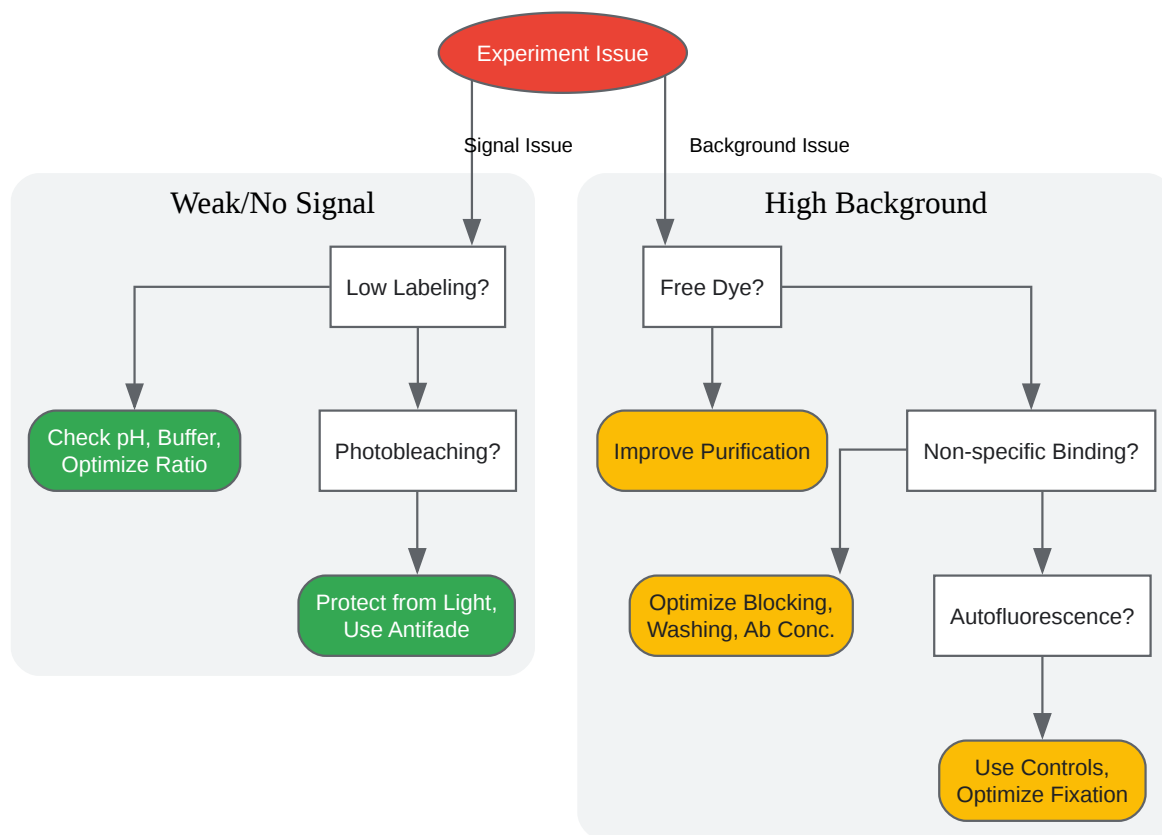 Experiment Issue
Signal Issue
Background Issue
Weak/No Signal
High Background
Low Labeling?
Free Dye?
Check pH, Buffer,
Optimize Ratio
Photobleaching?
Improve Purification
Non-specific Binding?
Protect from Light,
Use Antifade
Optimize Blocking,
Washing, Ab Conc.
Autofluorescence?
Use Controls,
Optimize Fixation